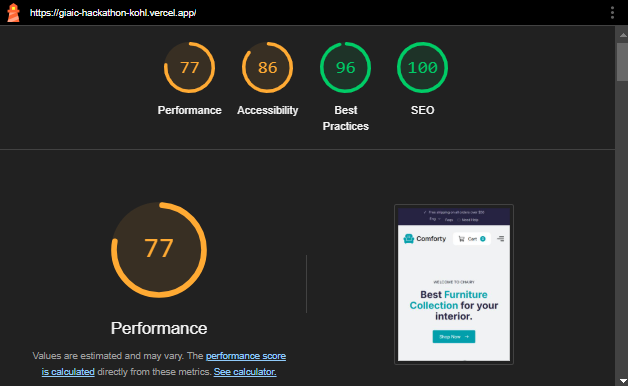 https://giaic-hackathon-kohl.vercel.app/
77
86
96
100
Performance
Accessibility
Best
Practices
SEO
77
Performance
Values are estimated and may vary. The performance score
is calculated directly from these metrics. See calculator.
Free shipping on all orders over $50
Eng
Faqs
Need Help
Comforty
Cart
WELCOME TO CHAIRY
Best Furniture
Collection for your
interior.
Shop Now →